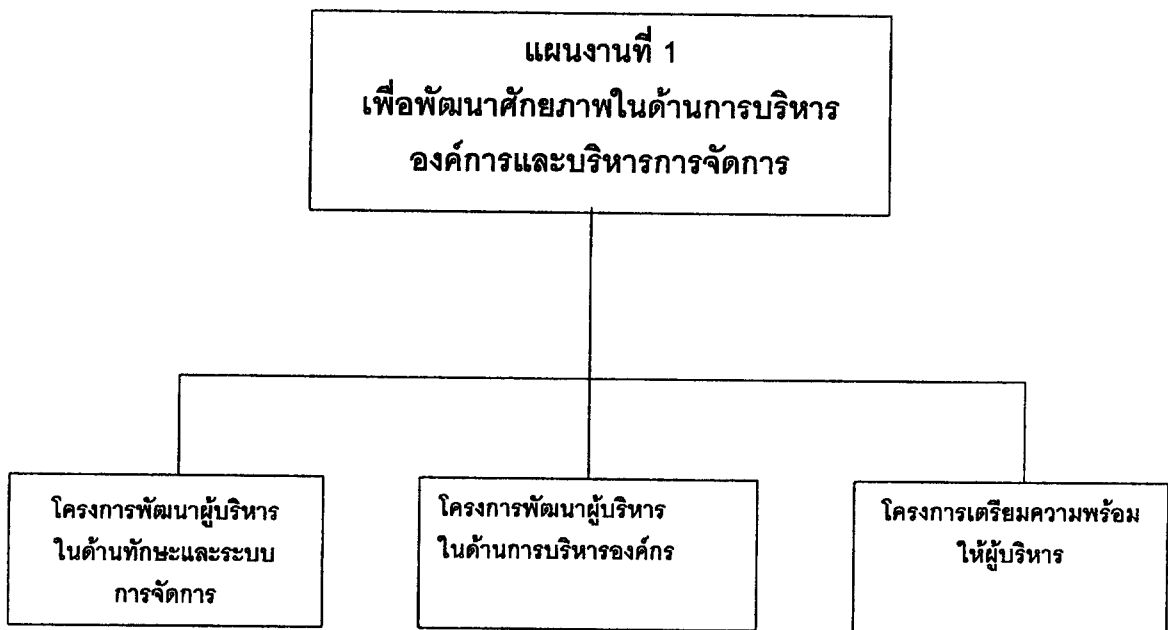 แผนงานที่ 1
เพื่อพัฒนาศักยภาพในด้านการบริหาร
องค์การและบริหารการจัดการ
โครงการพัฒนาผู้บริหาร
ในด้านทักษะและระบบ
การจัดการ
โครงการพัฒนาผู้บริหาร
ในด้านการบริหารองค์กร
โครงการเตรียมความพร้อม
ให้ผู้บริหาร